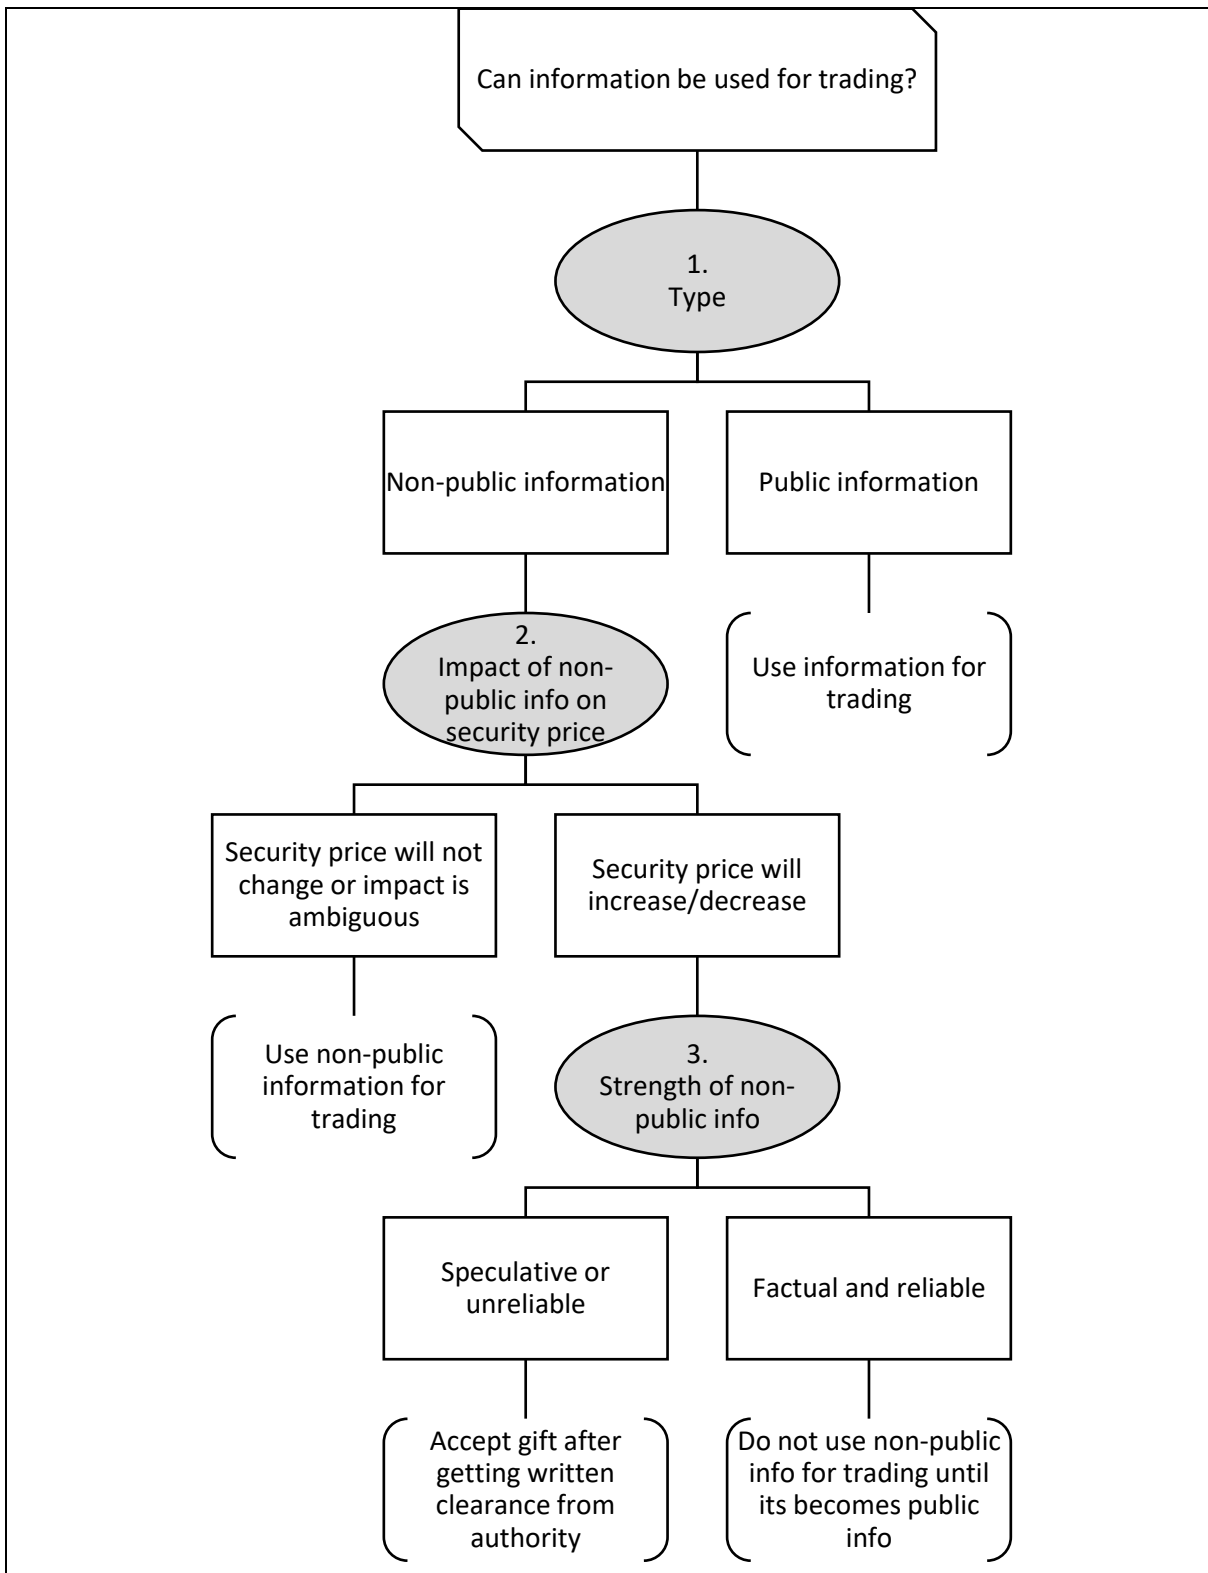 Can information be used for trading?
1.
Type
Non-public information
Public information
2.
Impact of non-
public info on
security price
Use information for
trading
Security price will not
change or impact is
ambiguous
Security price will
increase/decrease
Use non-public
information for
trading
3.
Strength of non-
public info
Speculative or
unreliable
Factual and reliable
Accept gift after
getting written
clearance from
authority
Do not use non-public
info for trading until
its becomes public
info